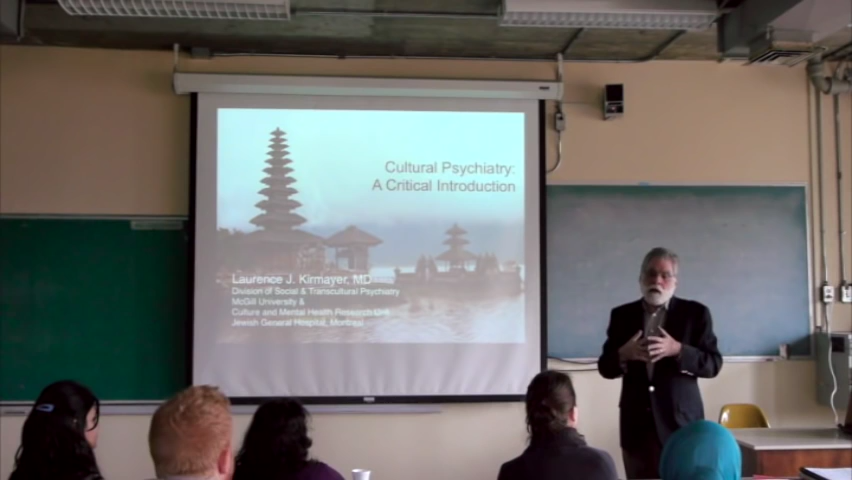 Cultural Psychiatry:
A Critical Introduction
Laurence J. Kirmayer, MD
Division of Social & Transcultural Psychiatry
McGill University &
Culture and Mental Health Research Unit
Jewish General Hospital, Montreal